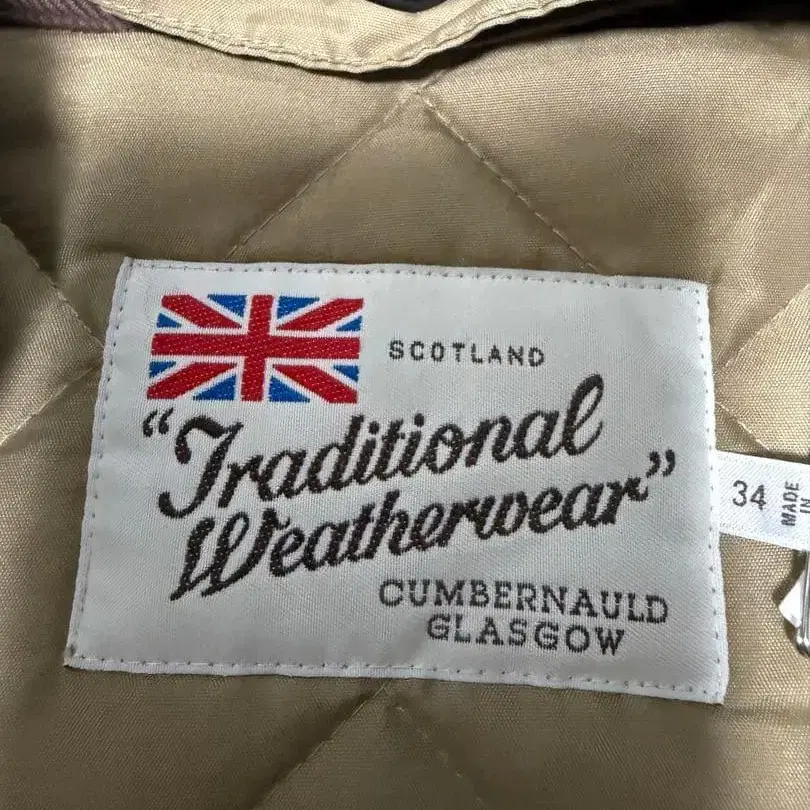 SCOTLAND
“Traditional
Weatherwear”
CUMBERNAULD
GLASGOW
34
MADE
IN